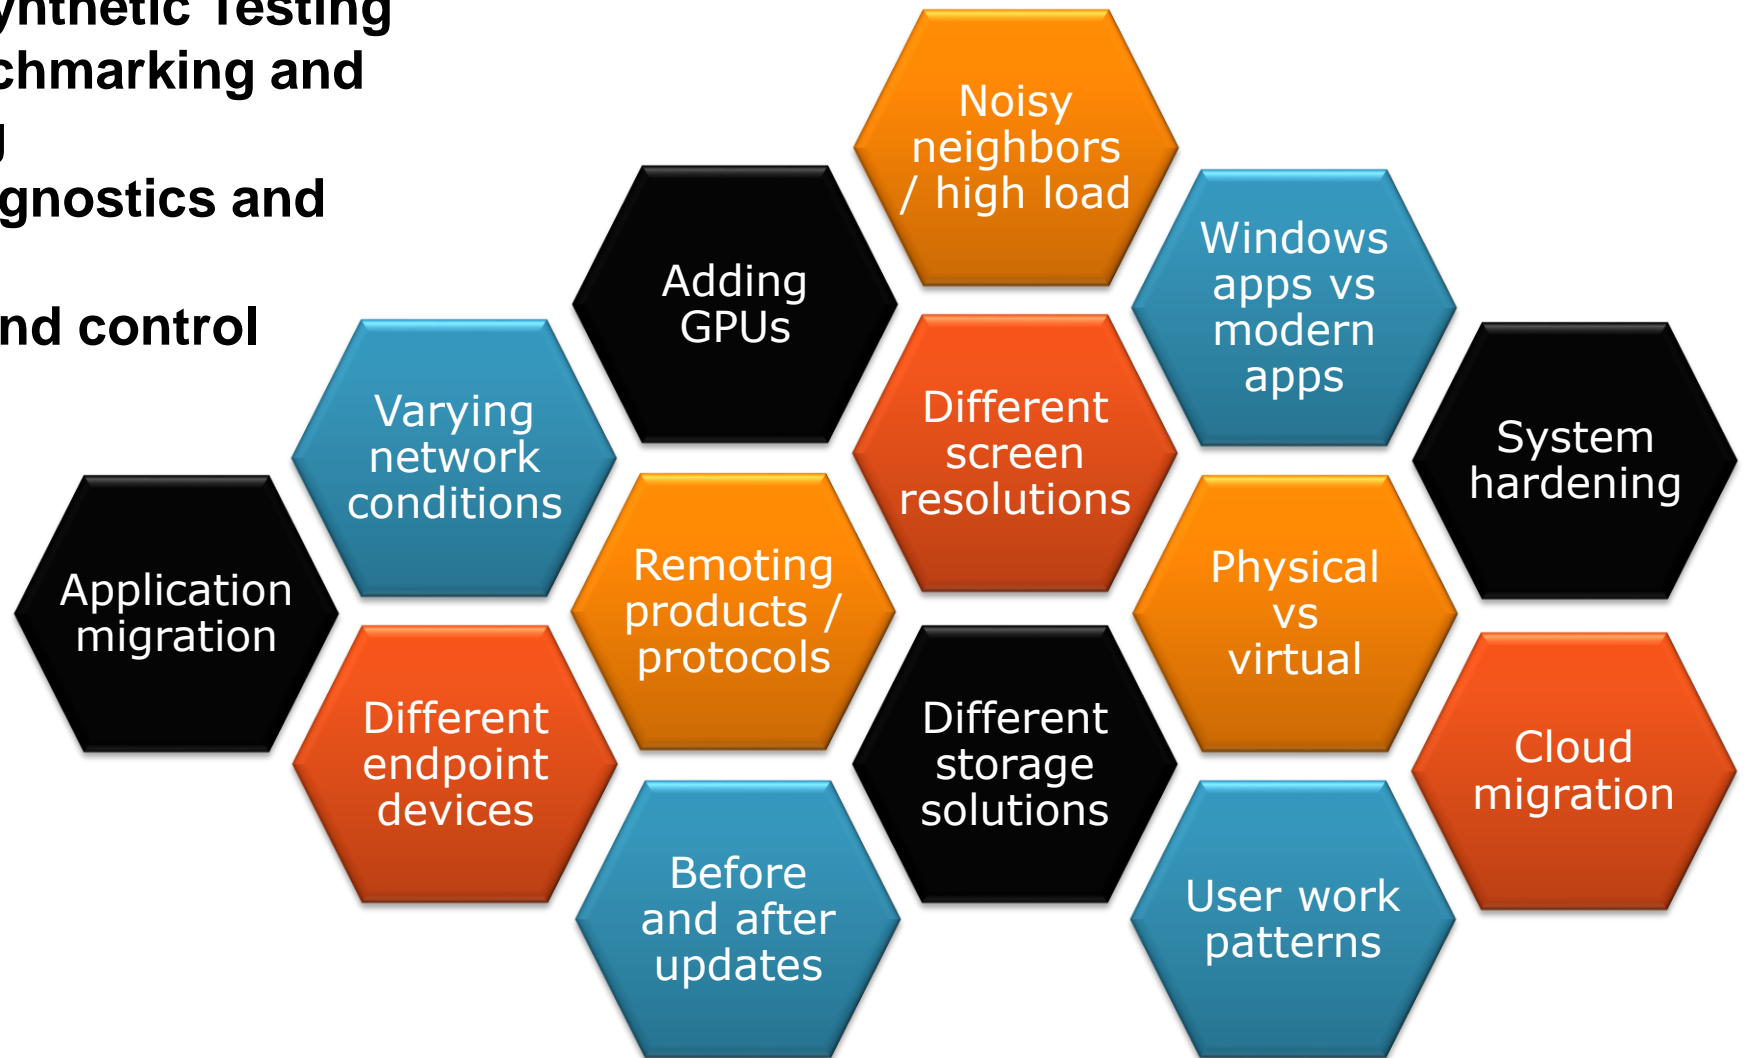 ynthetic Testing
chmarking and
g
gnostics and
nd control
Noisy
neighbors
/ high load
Adding
GPUs
Windows
apps vs
modern
apps
Varying
network
conditions
Different
screen
resolutions
System
hardening
Application
migration
Remoting
products /
protocols
Physical
vs
virtual
Different
endpoint
devices
Different
storage
solutions
Cloud
migration
Before
and after
updates
User work
patterns